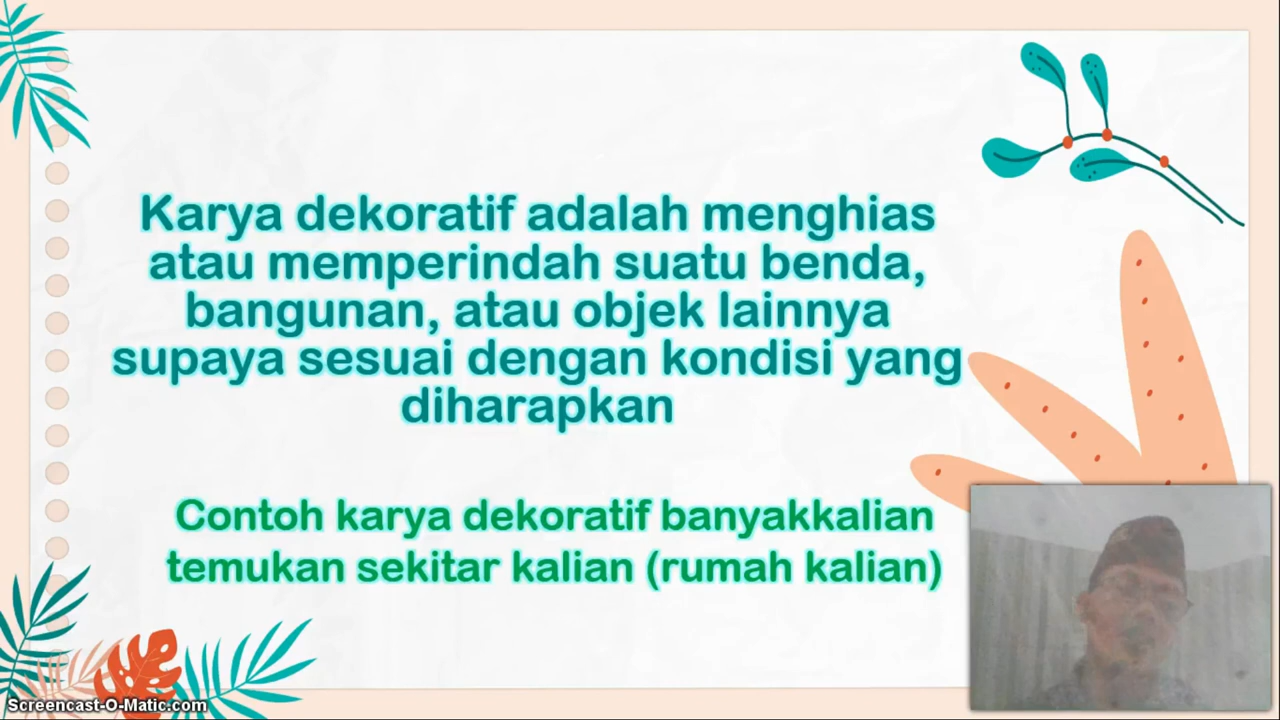 Karya dekoratif adalah menghias
atau memperindah suatu benda,
bangunan, atau objek lainnya
supaya sesuai dengan kondisi yang
diharapkan
Contoh karya dekoratif banyakkalian
temukan sekitar kalian (rumah kalian)
Screencast-O-Matic.com